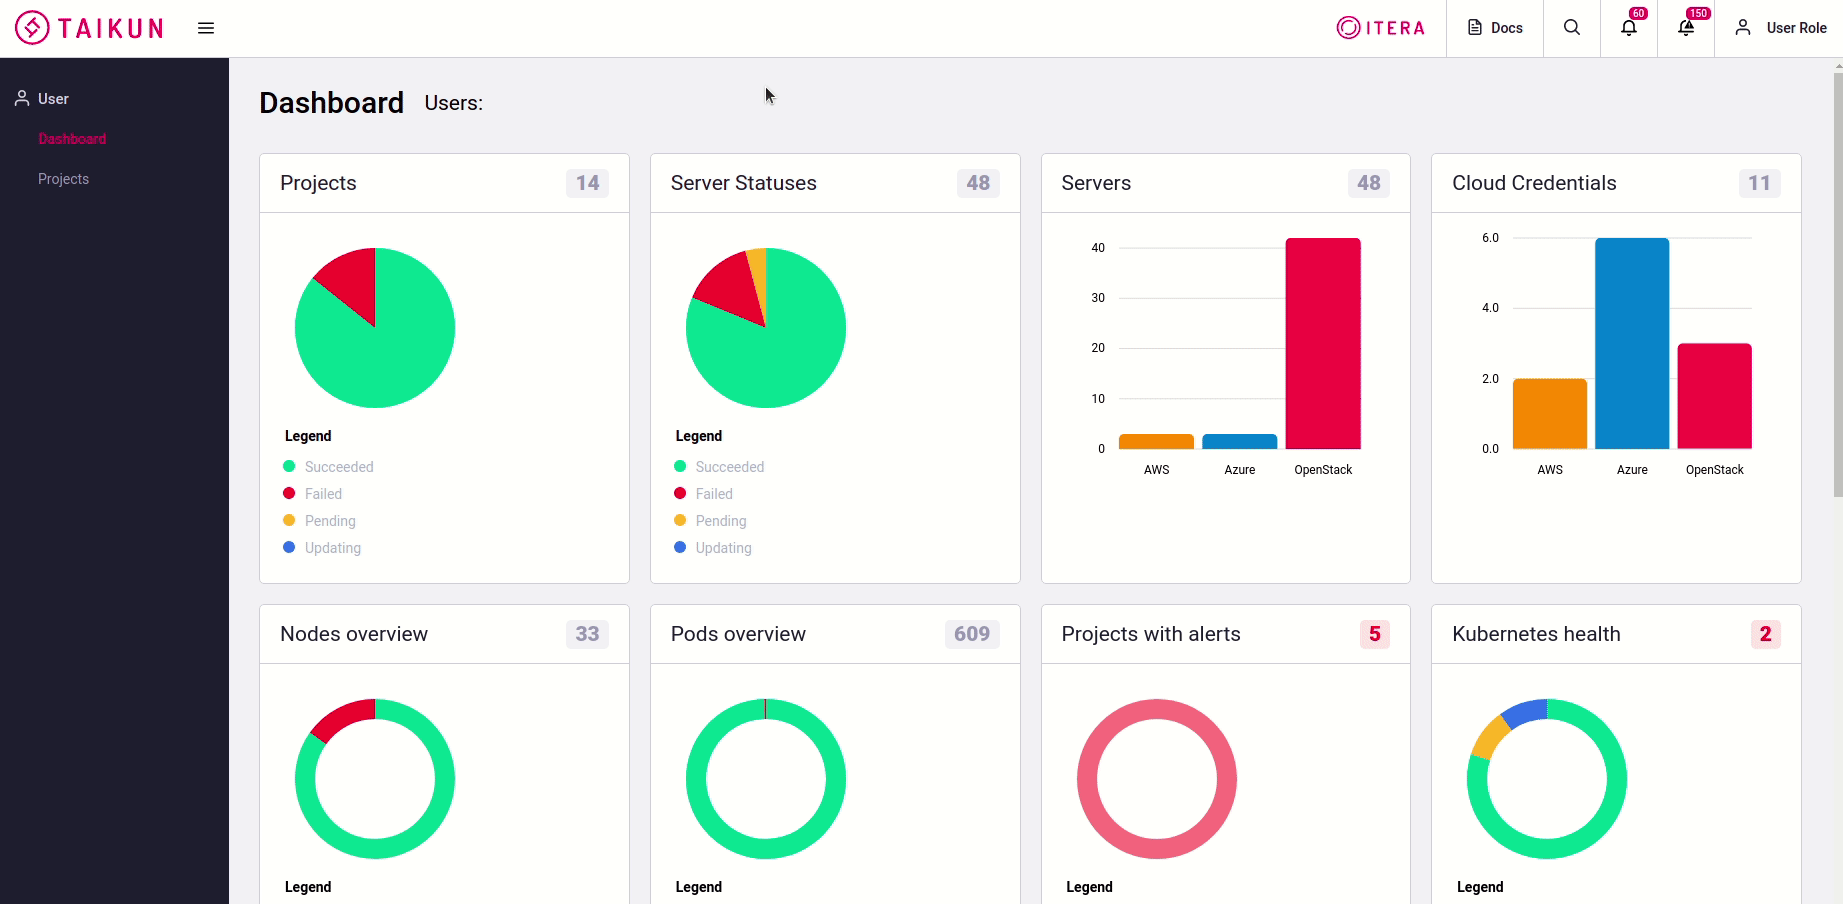 TAIKUN
ITERA
Docs
60
150
User Role
User
Dashboard
Projects
Dashboard Users:
Projects 14
Legend
Succeeded
Failed
Pending
Updating
Server Statuses 48
Legend
Succeeded
Failed
Pending
Updating
Servers 48
40
30
20
10
0
AWS Azure OpenStack
Cloud Credentials 11
6.0
4.0
2.0
0.0
AWS Azure OpenStack
Nodes overview 33
Legend
Pods overview 609
Legend
Projects with alerts 5
Legend
Kubernetes health 2
Legend